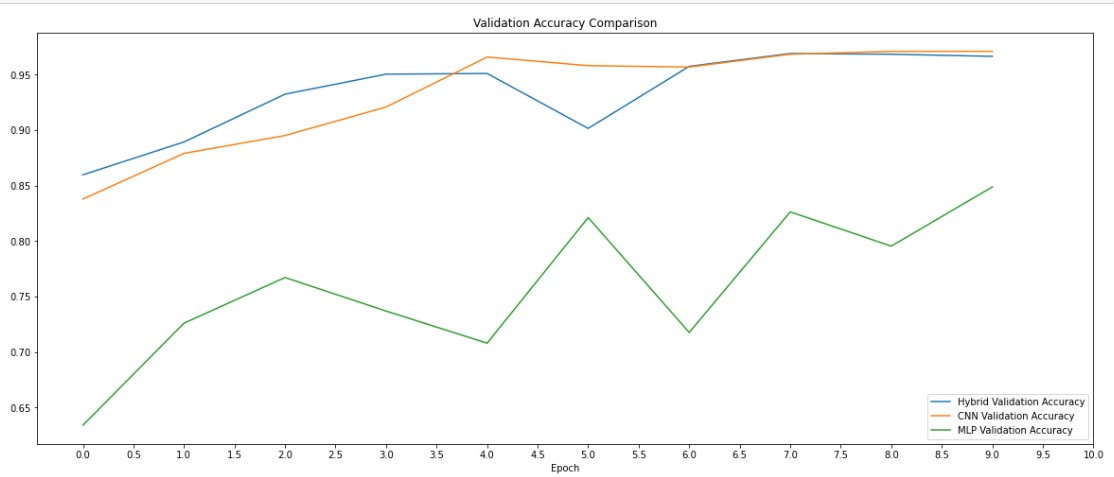 Validation Accuracy Comparison
0.95
0.90
0.85
0.80
0.75
0.70
0.65
Hybrid Validation Accuracy
CNN Validation Accuracy
MLP Validation Accuracy
0.0 0.5 1.0 1.5 2.0 2.5 3.0 3.5 4.0 4.5 5.0 5.5 6.0 6.5 7.0 7.5 8.0 8.5 9.0 9.5 10.0
Epoch